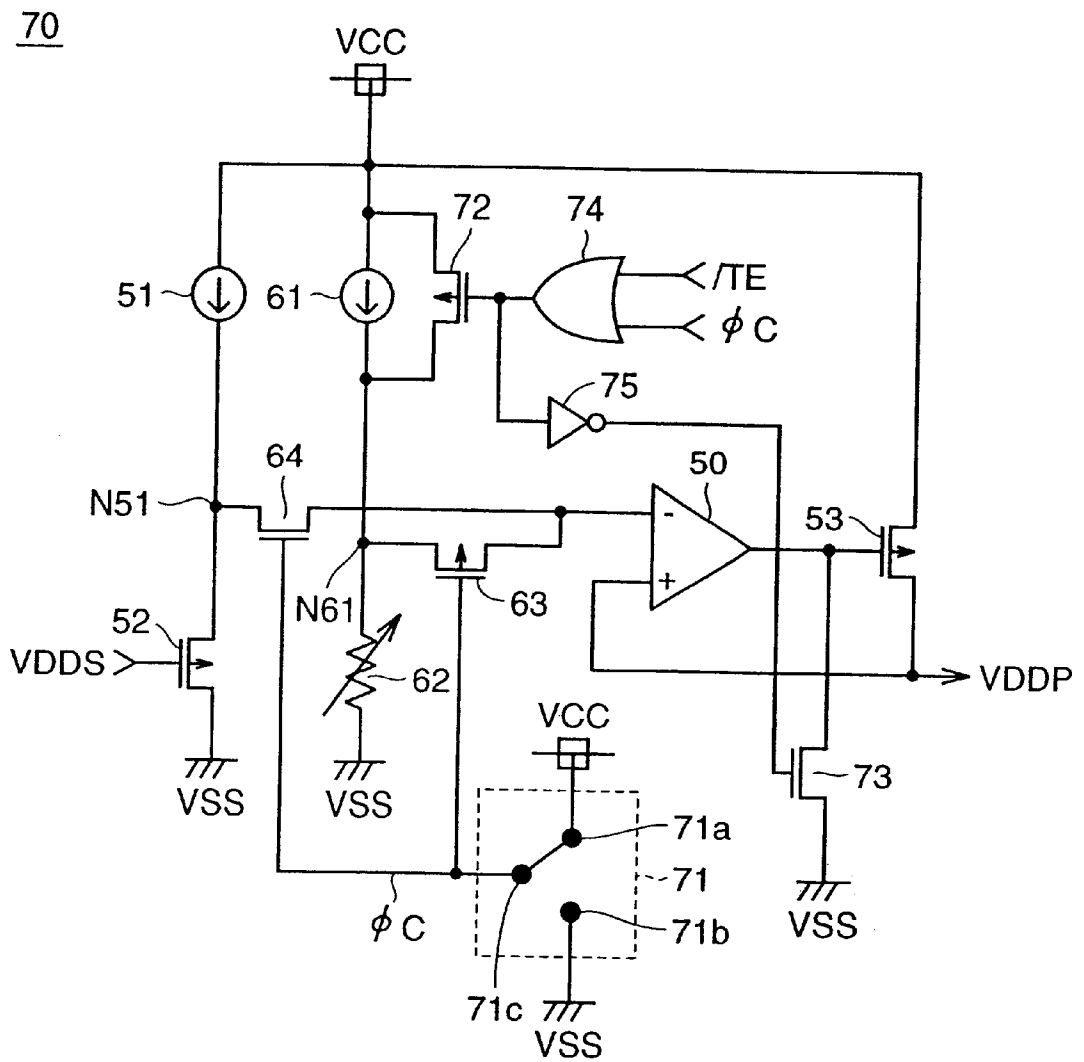 70
VCC
72
74
51
61
/TE
φC
75
64
50
N51
53
N61
63
52
VDDS
62
VDDP
VCC
73
VSS
VSS
71a
71
71b
φC
VSS
71c
VSS
-
+